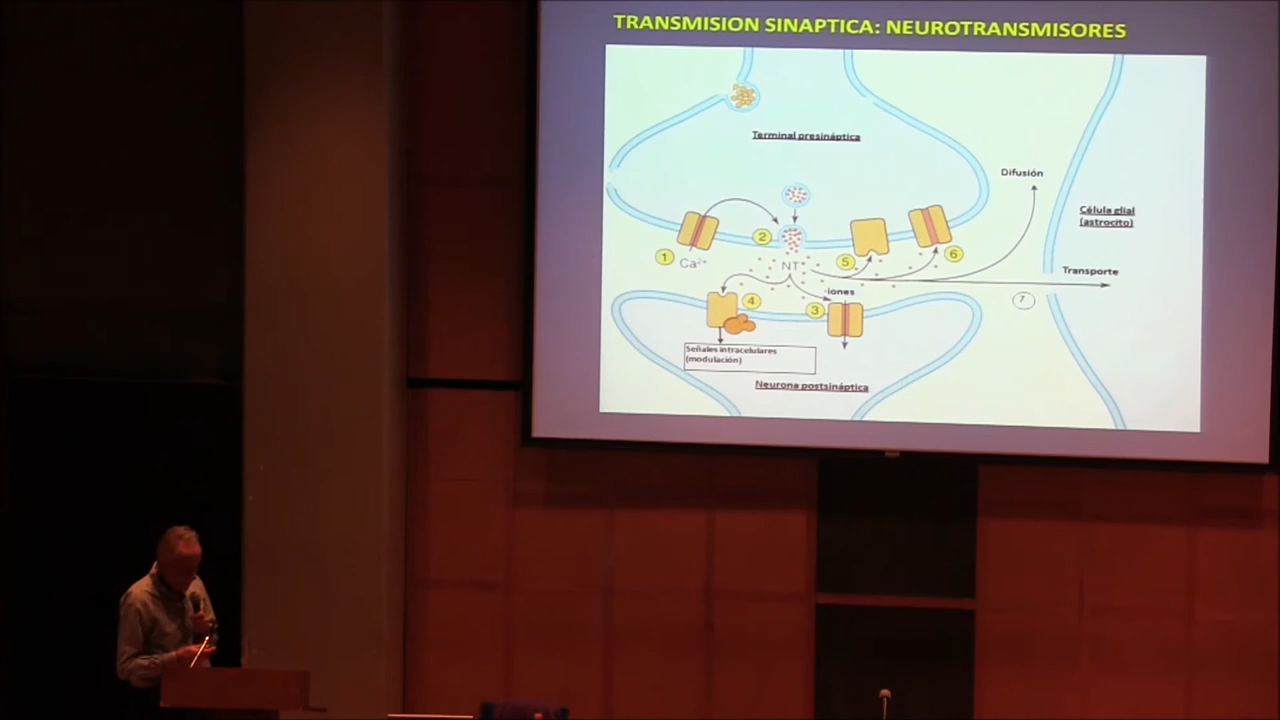 TRANSMISION SINAPTICA: NEUROTRANSMISORES
Terminal presináptica
Difusión
Célula glial
(astrocito)
2
1
Ca²⁺
NT
5
6
Transporte
iones
7
4
3
Señales intracelulares
(modulación)
Neurona postsináptica